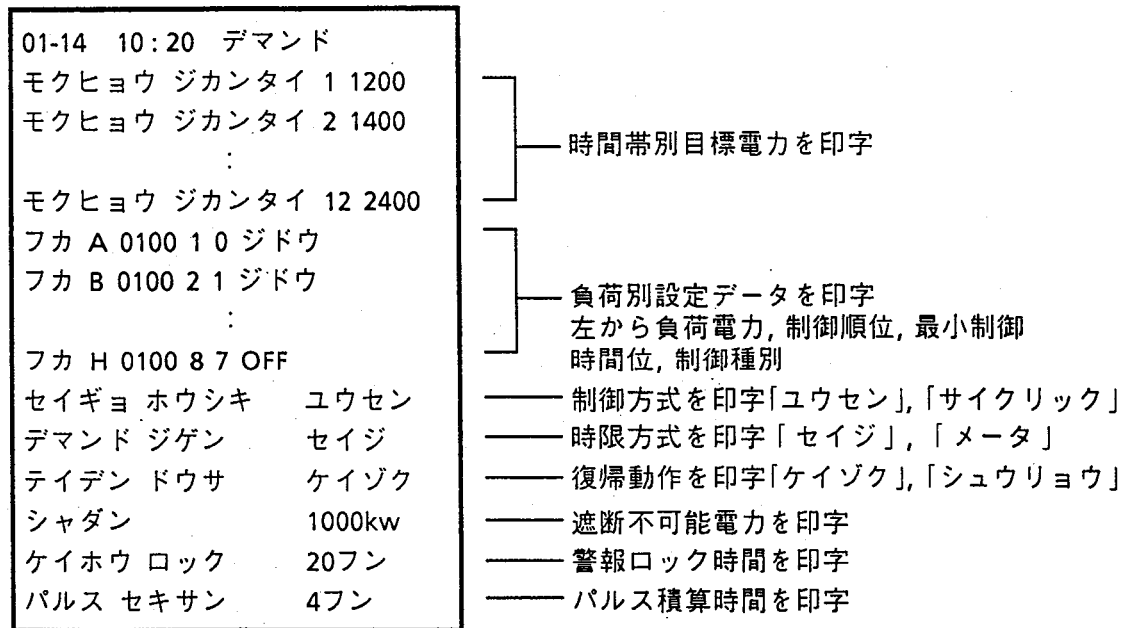 01-14 10:20 デマンド
モクヒョウ ジカンタイ 1 1200
モクヒョウ ジカンタイ 2 1400
:
モクヒョウ ジカンタイ 12 2400
時間帯別目標電力を印字
フカ A 0100 1 0 ジドウ
フカ B 0100 2 1 ジドウ
:
フカ H 0100 8 7 OFF
負荷別設定データを印字
左から負荷電力, 制御順位, 最小制御
時間位, 制御種別
セイギョ ホウシキ ユウセン
制御方式を印字「ユウセン」, 「サイクリック」
デマンド ジゲン セイジ
時限方式を印字「セイジ」, 「メータ」
テイデン ドウサ ケイゾク
復帰動作を印字「ケイゾク」, 「シュウリョウ」
シャダン 1000kw
遮断不可能電力を印字
ケイホウ ロック 20フン
警報ロック時間を印字
パルス セキサン 4フン
パルス積算時間を印字